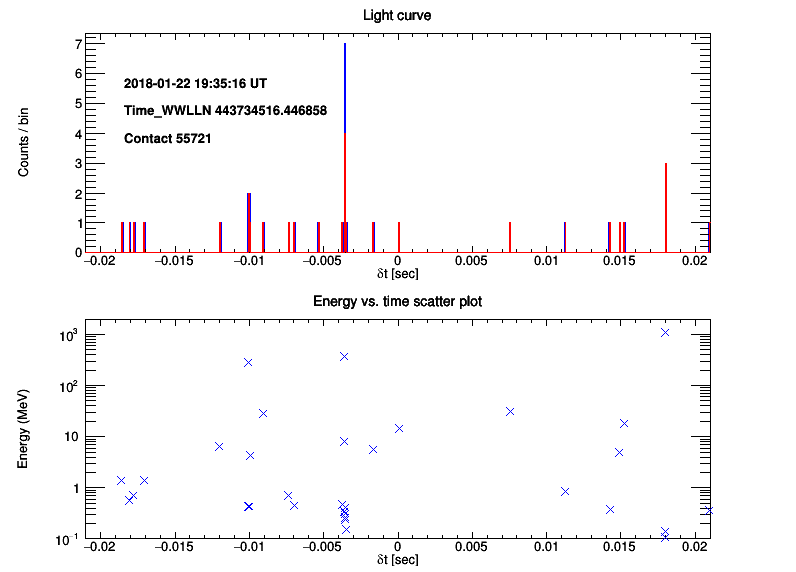 Light curve
Counts / bin
7
6
5
4
3
2
1
0
2018-01-22 19:35:16 UT
Time_WWLLN 443734516.446858
Contact 55721
−0.02 −0.015 −0.01 −0.005 0 0.005 0.01 0.015 0.02
δt [sec]
Energy vs. time scatter plot
Energy (MeV)
10³
10²
10
1
10⁻¹
−0.02 −0.015 −0.01 −0.005 0 0.005 0.01 0.015 0.02
δt [sec]